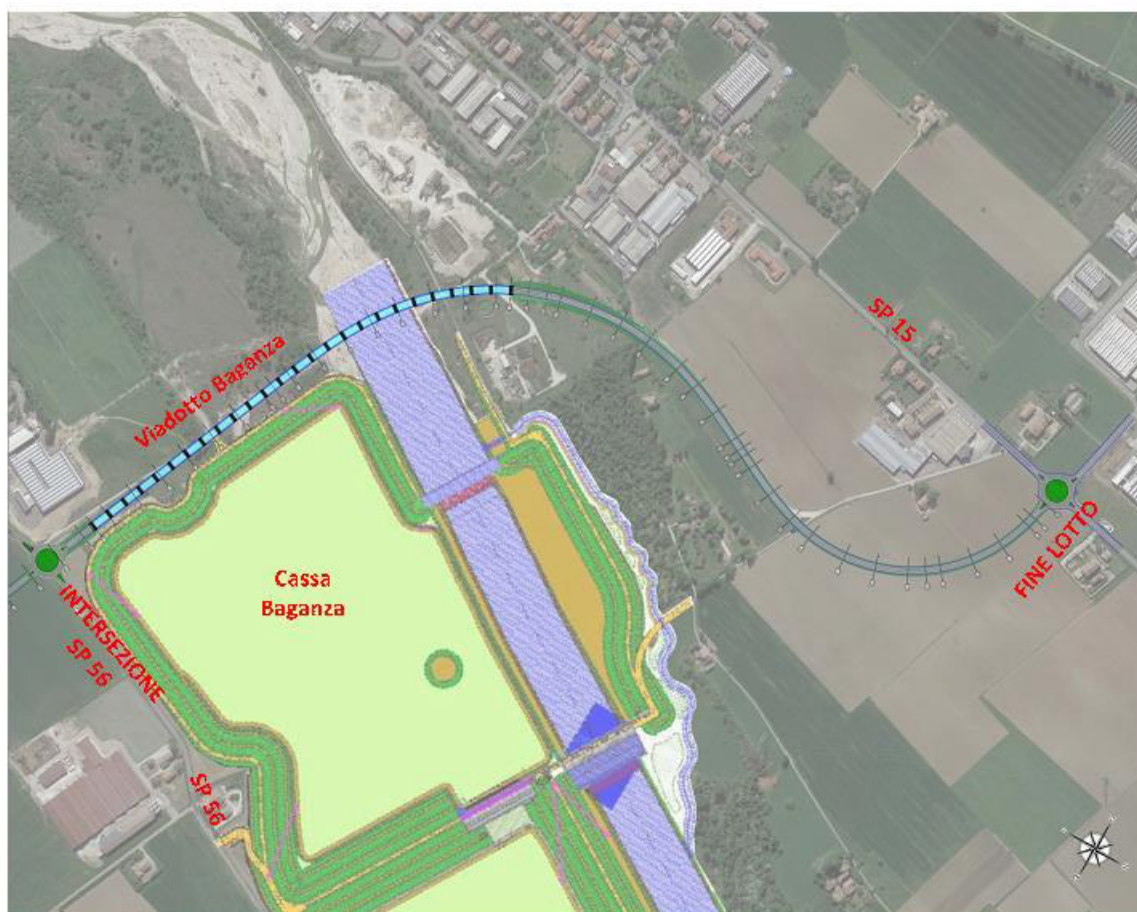 SP 15
Viadotto Baganza
Cassa
Baganza
FINE LOTTO
INTERSEZIONE
SP 56
SP 56